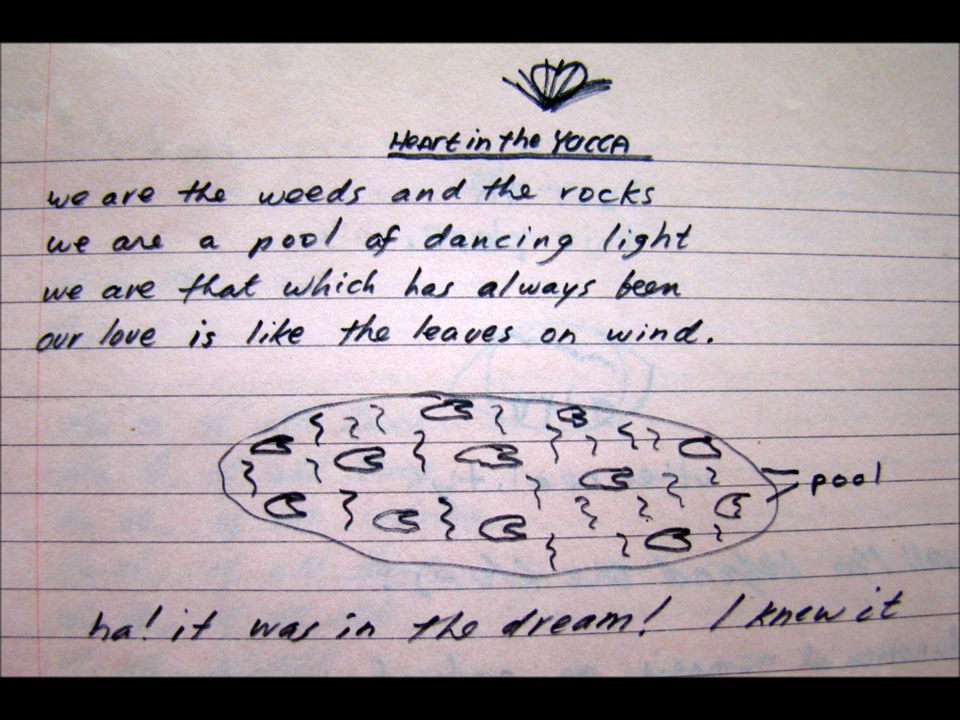 Heart in the YUCCA
we are the weeds and the rocks
we are a pool of dancing light
we are that which has always been
our love is like the leaves on wind.
pool
ha! it was in the dream! I knew it